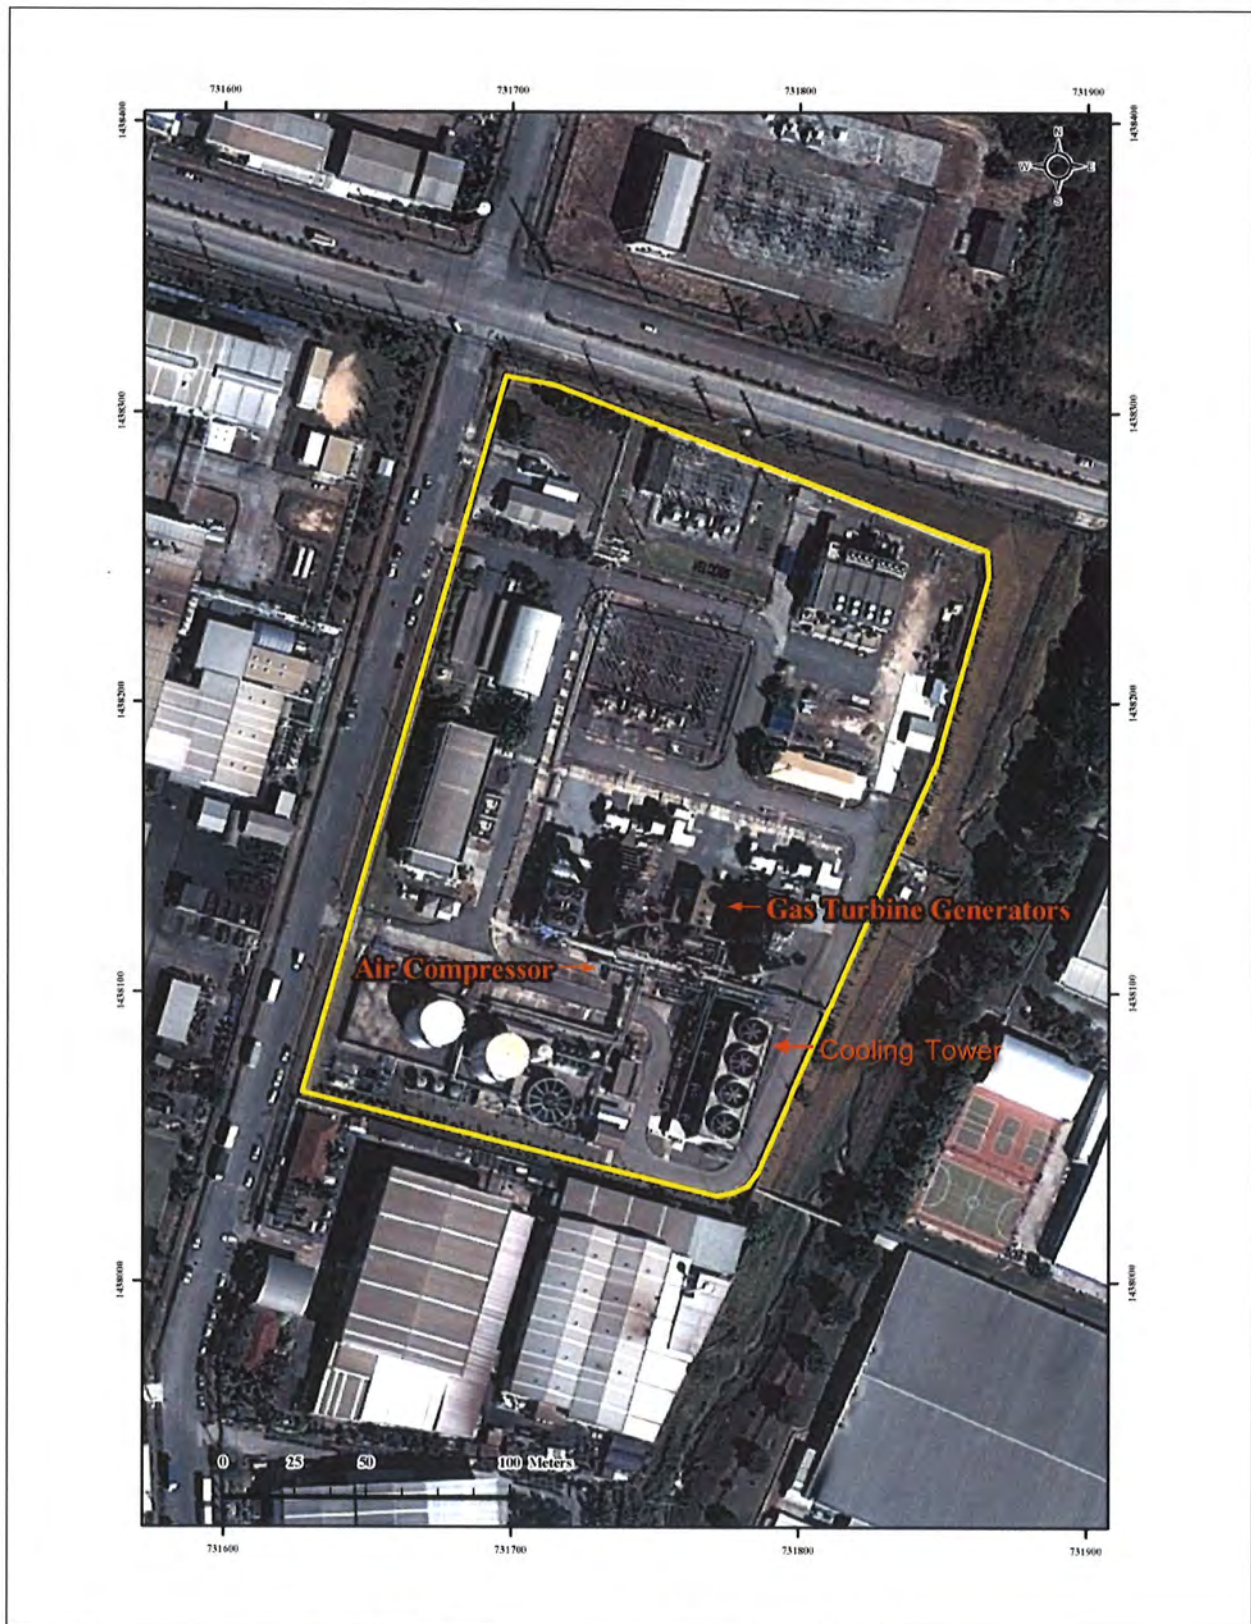 731600 731700 731800 731900
1438400 1438400
N
W E
S
1438300 1438300
1438200 1438200
Gas Turbine Generators
Air Compressor
1438100 1438100
Cooling Tower
1438000 1438000
0 25 50 100 Meters
731600 731700 731800 731900